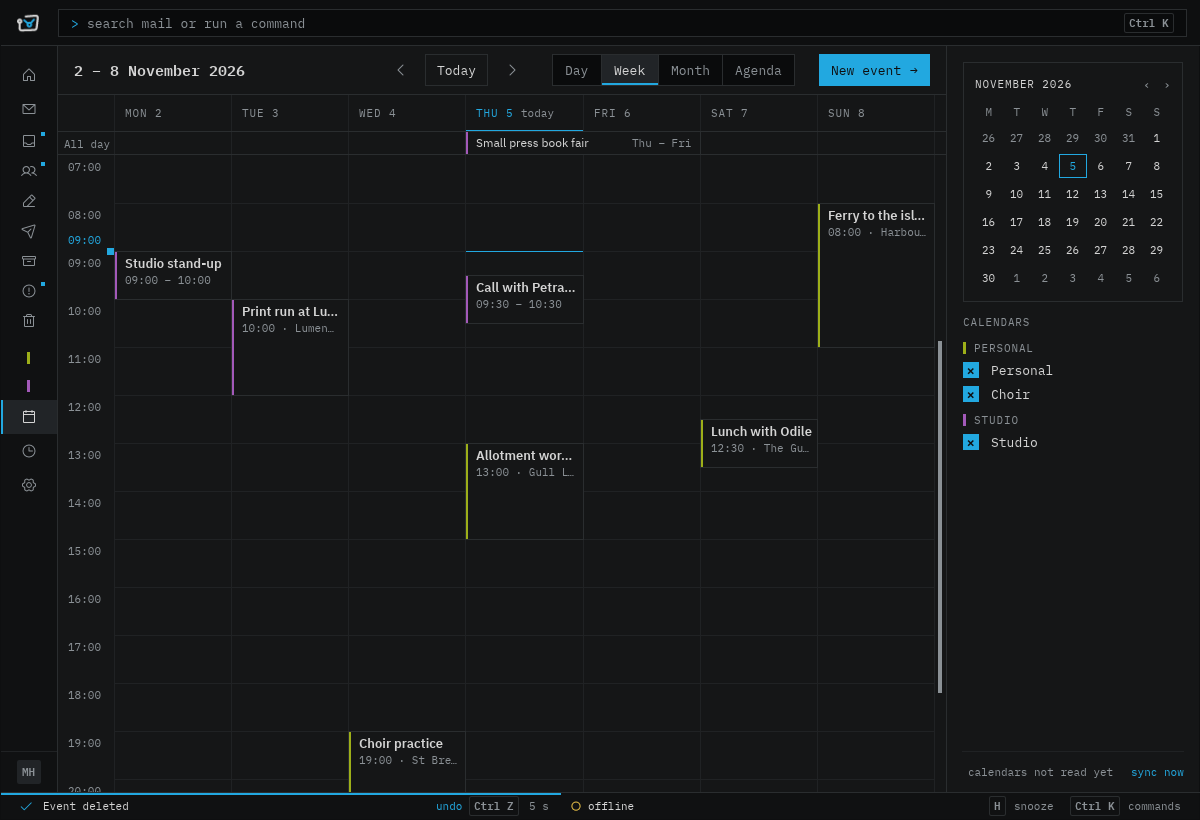 > search mail or run a command Ctrl K
2 – 8 November 2026 Today Day Week Month Agenda New event →
MON 2 TUE 3 WED 4 THU 5 today FRI 6 SAT 7 SUN 8
All day Small press book fair Thu – Fri
07:00
08:00
09:00
09:00
10:00
11:00
12:00
13:00
14:00
15:00
16:00
17:00
18:00
19:00
20:00
Studio stand-up
09:00 – 10:00
Print run at Lu…
10:00 · Lumen…
Choir practice
19:00 · St Bre…
Call with Petra…
09:30 – 10:30
Allotment wor…
13:00 · Gull L…
Lunch with Odile
12:30 · The Gu…
Ferry to the isl…
08:00 · Harbou…
NOVEMBER 2026 ‹ ›
M T W T F S S
26 27 28 29 30 31 1
2 3 4 5 6 7 8
9 10 11 12 13 14 15
16 17 18 19 20 21 22
23 24 25 26 27 28 29
30 1 2 3 4 5 6
CALENDARS
PERSONAL
Personal
Choir
STUDIO
Studio
calendars not read yet sync now
MH
Event deleted undo Ctrl Z 5 s offline H snooze Ctrl K commands